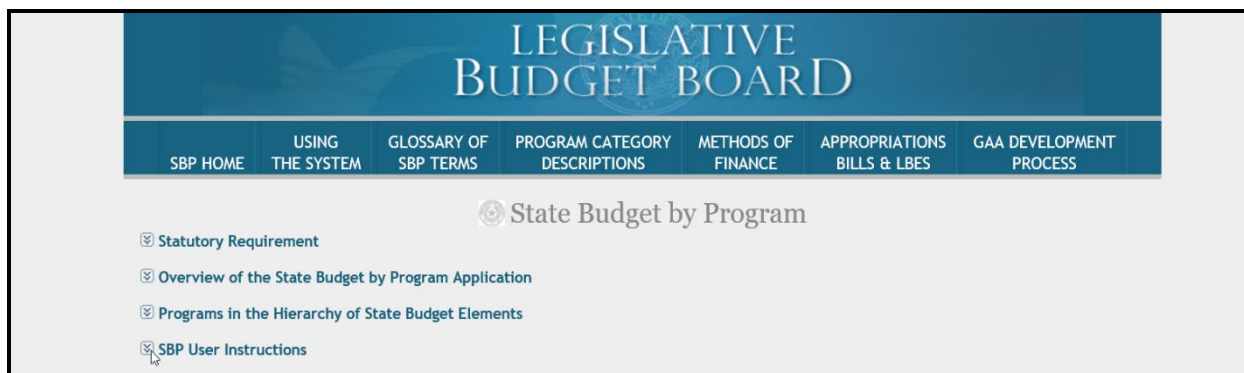 LEGISLATIVE
BUDGET BOARD
SBP HOME
USING
THE SYSTEM
GLOSSARY OF
SBP TERMS
PROGRAM CATEGORY
DESCRIPTIONS
METHODS OF
FINANCE
APPROPRIATIONS
BILLS & LBES
GAA DEVELOPMENT
PROCESS
State Budget by Program
Statutory Requirement
Overview of the State Budget by Program Application
Programs in the Hierarchy of State Budget Elements
SBP User Instructions